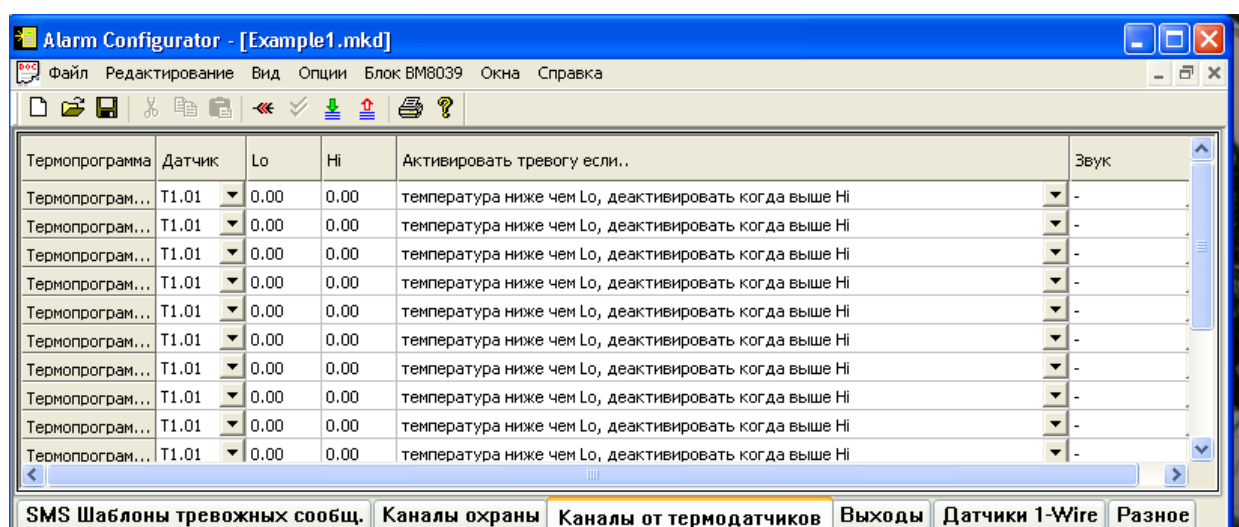 Alarm Configurator - [Example1.mkd]
Файл Редактирование Вид Опции Блок BM8039 Окна Справка
Термопрограмма Датчик Lo Hi Активировать тревогу если.. Звук
Термопрограм... T1.01 0.00 0.00 температура ниже чем Lo, деактивировать когда выше Hi -
Термопрограм... T1.01 0.00 0.00 температура ниже чем Lo, деактивировать когда выше Hi -
Термопрограм... T1.01 0.00 0.00 температура ниже чем Lo, деактивировать когда выше Hi -
Термопрограм... T1.01 0.00 0.00 температура ниже чем Lo, деактивировать когда выше Hi -
Термопрограм... T1.01 0.00 0.00 температура ниже чем Lo, деактивировать когда выше Hi -
Термопрограм... T1.01 0.00 0.00 температура ниже чем Lo, деактивировать когда выше Hi -
Термопрограм... T1.01 0.00 0.00 температура ниже чем Lo, деактивировать когда выше Hi -
Термопрограм... T1.01 0.00 0.00 температура ниже чем Lo, деактивировать когда выше Hi -
Термопрограм... T1.01 0.00 0.00 температура ниже чем Lo, деактивировать когда выше Hi -
Термопрограм... T1.01 0.00 0.00 температура ниже чем Lo, деактивировать когда выше Hi -
SMS Шаблоны тревожных сообщ. Каналы охраны Каналы от термодатчиков Выходы Датчики 1-Wire Разное